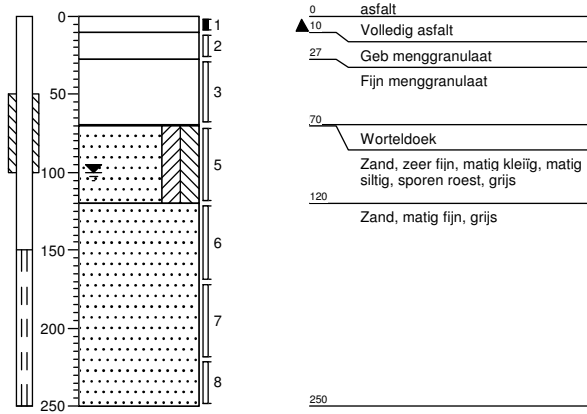 0
50
100
150
200
250
1
2
3
5
6
7
8
0 asfalt
10 Volledig asfalt
27 Geb menggranulaat
Fijn menggranulaat
70
Worteldoek
Zand, zeer fijn, matig kleiïg, matig
siltig, sporen roest, grijs
120
Zand, matig fijn, grijs
250